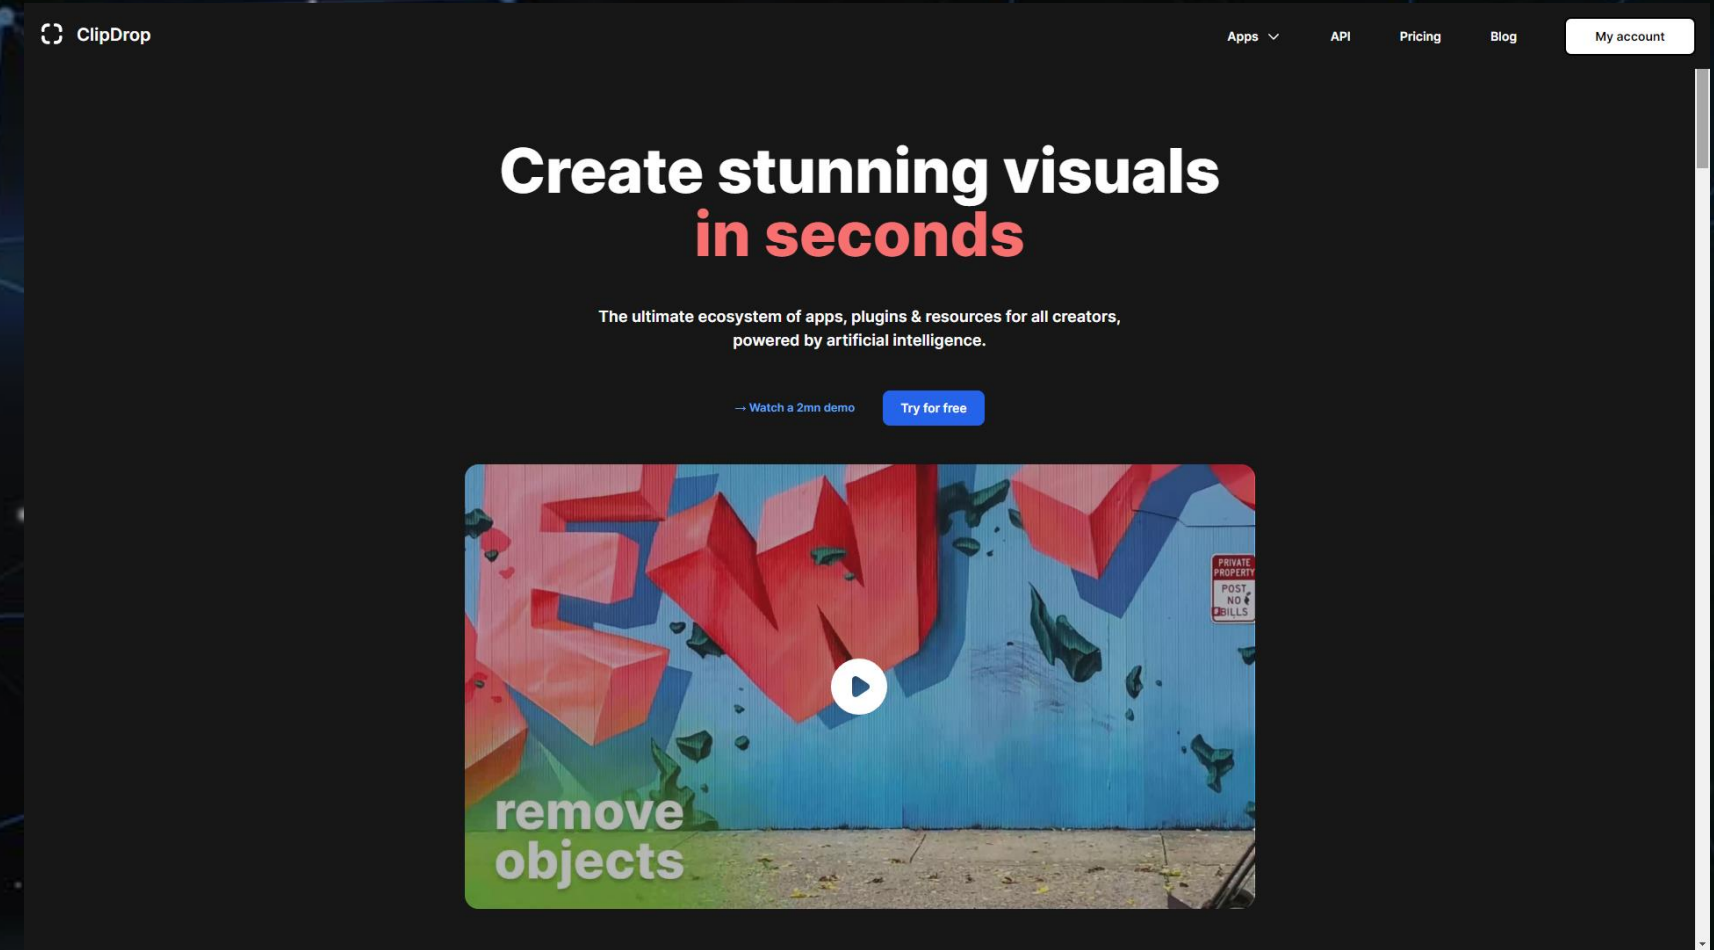 ClipDrop
Apps
API
Pricing
Blog
My account
Create stunning visuals
in seconds
The ultimate ecosystem of apps, plugins & resources for all creators,
powered by artificial intelligence.
→ Watch a 2mn demo
Try for free
EW
PRIVATE
PROPERTY
POST
NO
BILLS
remove
objects